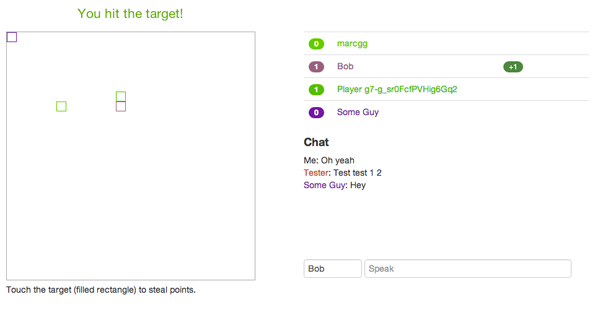 You hit the target!
0 marcgg
1 Bob +1
1 Player g7-g_sr0FcfPVHig6Gq2
0 Some Guy
Chat
Me: Oh yeah
Tester: Test test 1 2
Some Guy: Hey
Bob Speak
Touch the target (filled rectangle) to steal points.